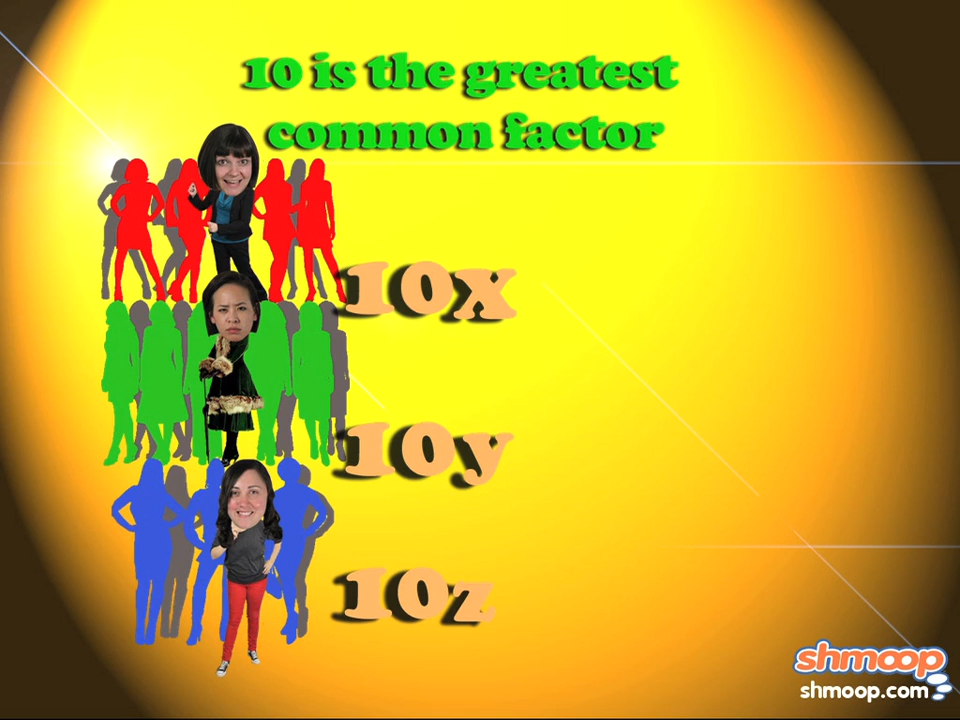 10 is the greatest
common factor
10x
10y
10z
shmoop
shmoop.com